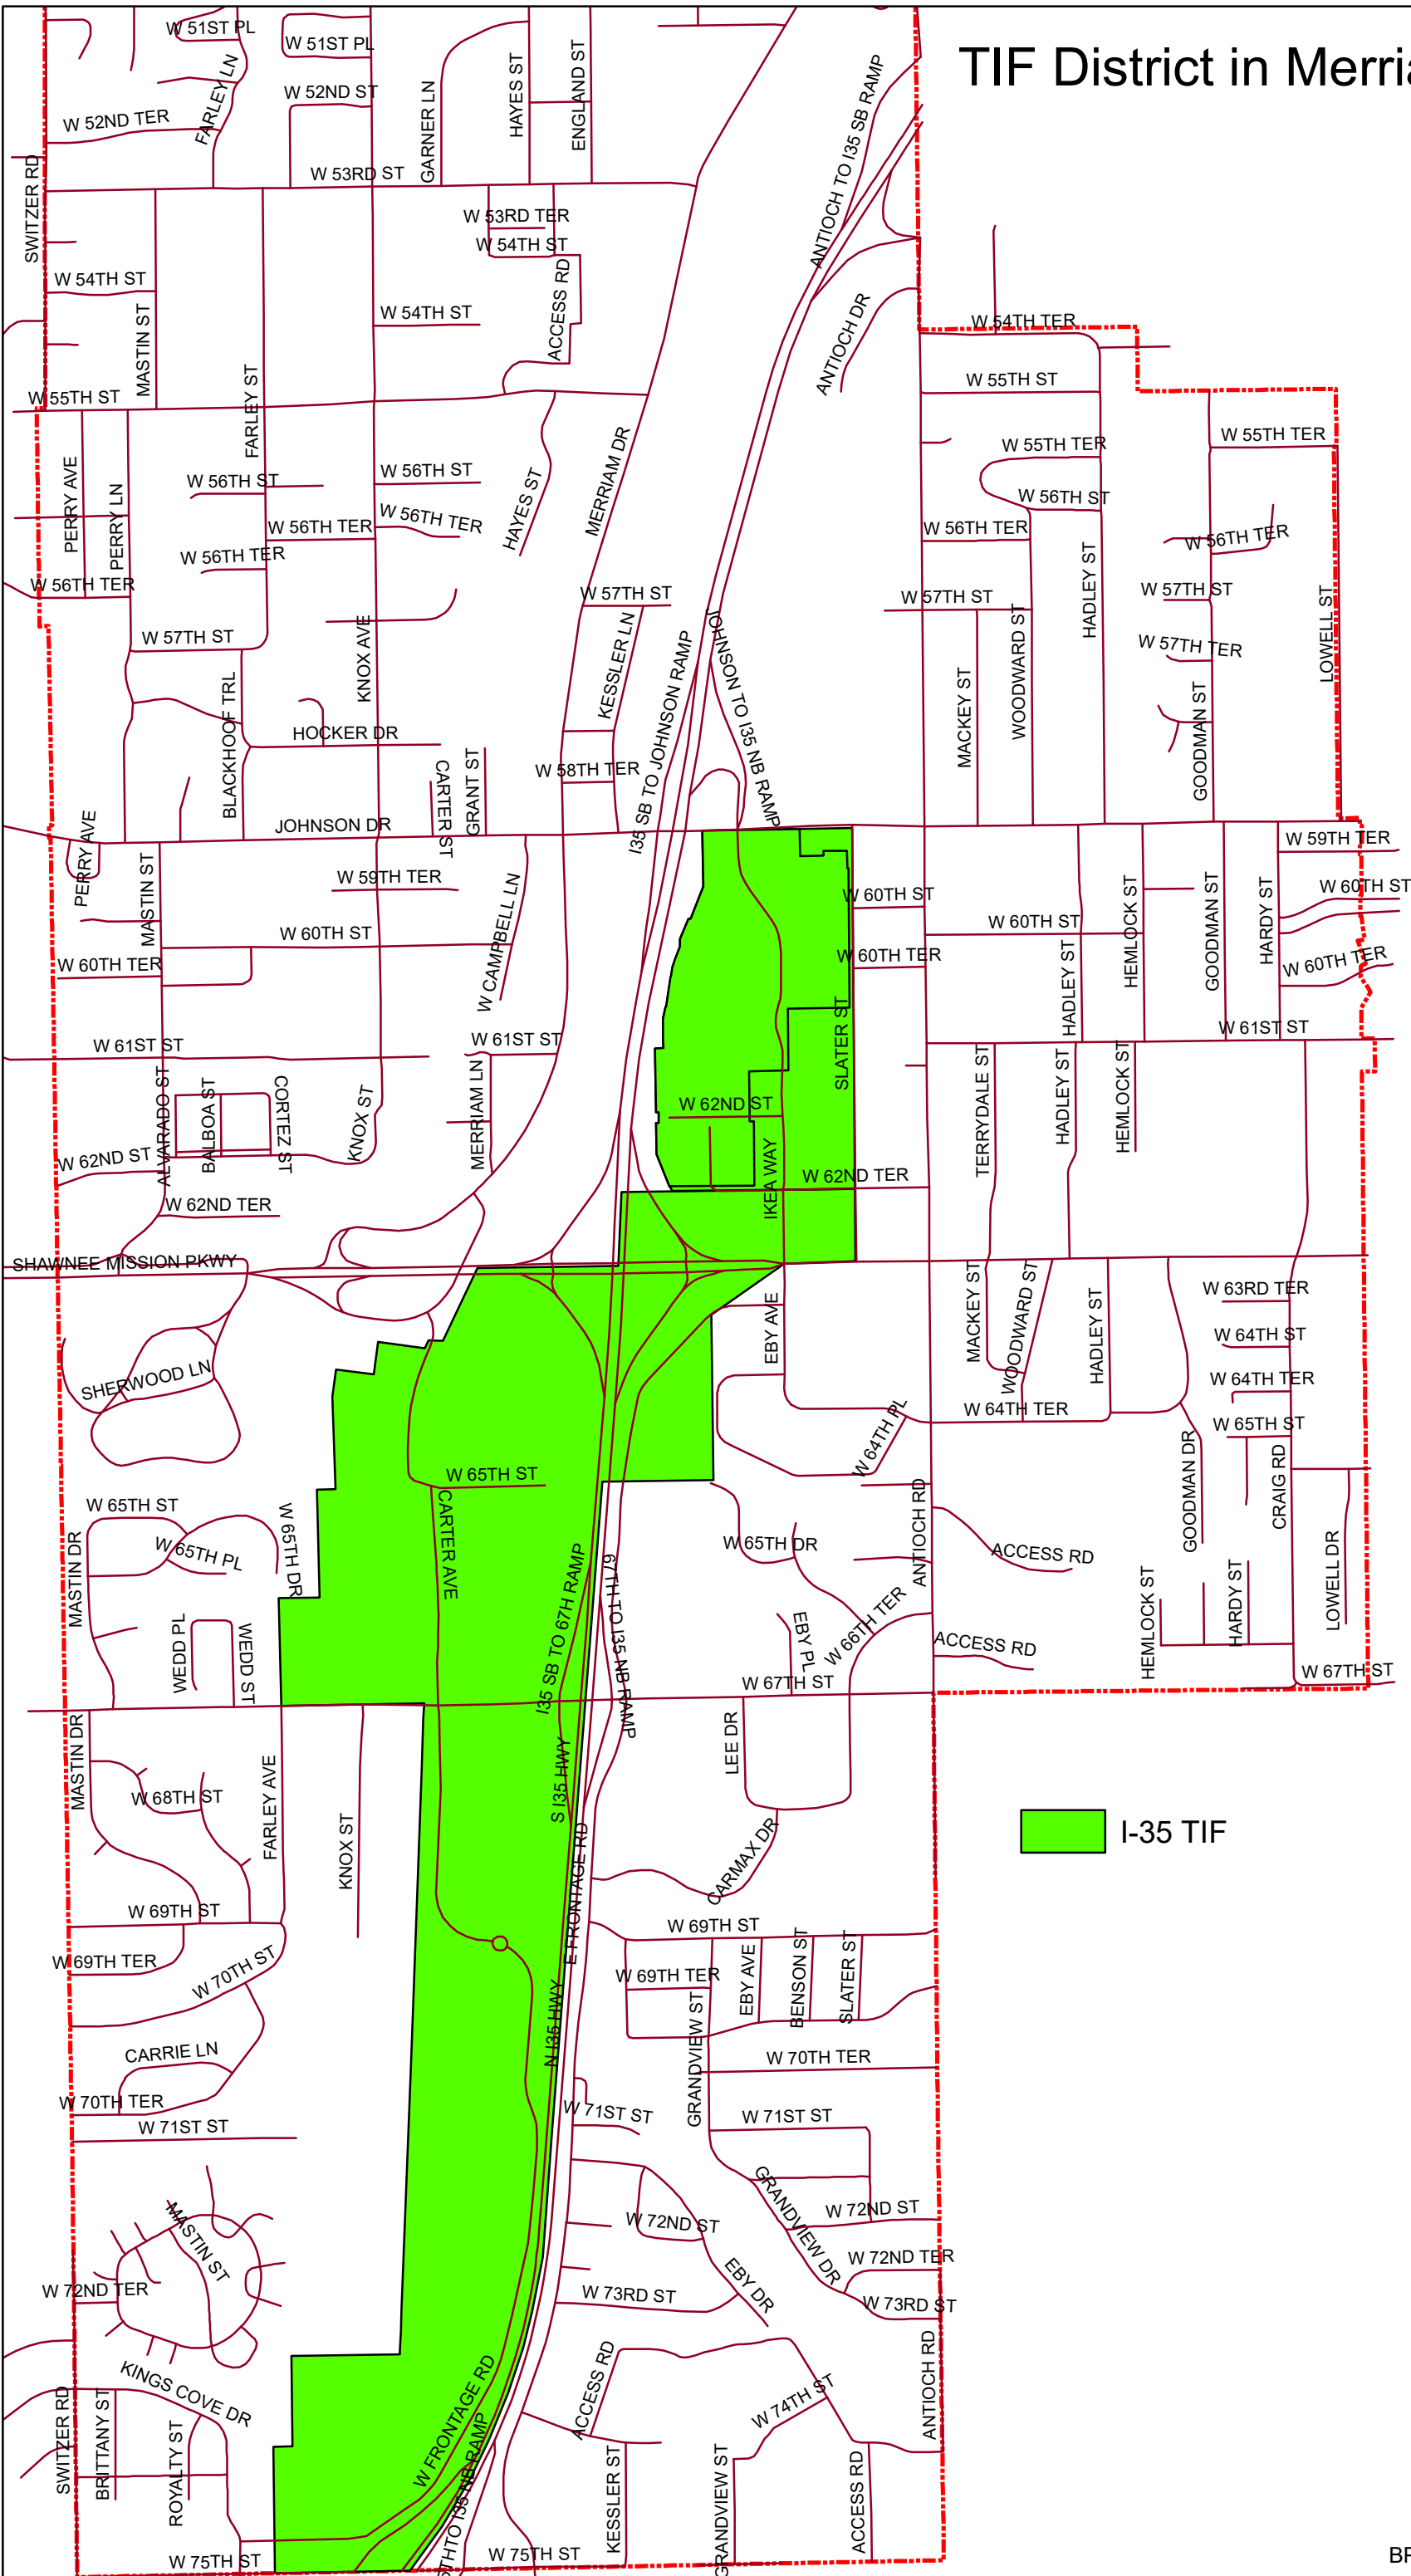 TIF District in Merria
W 51ST PL
W 51ST PL
FARLEY LN
W 52ND ST
W 52ND TER
GARNER LN
HAYES ST
ENGLAND ST
ANTIOCH TO I35 SB RAMP
SWITZER RD
W 53RD ST
W 53RD TER
W 54TH ST
W 54TH ST
ACCESS RD
W 54TH ST
MASTIN ST
ANTIOCH DR
W 54TH TER
W 55TH ST
W 55TH ST
FARLEY ST
W 55TH TER
W 55TH TER
MERRIAM DR
PERRY AVE
PERRY LN
W 56TH ST
W 56TH ST
HAYES ST
W 56TH ST
W 56TH TER
W 56TH TER
W 56TH TER
W 56TH TER
W 56TH TER
W 56TH TER
HADLEY ST
W 57TH ST
W 57TH ST
W 57TH ST
LOWELL ST
W 57TH ST
W 57TH TER
KNOX AVE
KESSLER LN
JOHNSON TO I35 NB RAMP
I35 SB TO JOHNSON RAMP
MACKEY ST
WOODWARD ST
GOODMAN ST
BLACKHOOF TRL
HOCKER DR
W 58TH TER
CARTER ST
GRANT ST
JOHNSON DR
W 59TH TER
PERRY AVE
MASTIN ST
W 59TH TER
W CAMPBELL LN
W 60TH ST
HEMLOCK ST
GOODMAN ST
HARDY ST
W 60TH ST
W 60TH ST
W 60TH ST
W 60TH TER
W 60TH TER
HADLEY ST
W 60TH TER
W 61ST ST
W 61ST ST
W 61ST ST
SLATER ST
ALVARADO ST
BALBOA ST
CORTEZ ST
KNOX ST
MERRIAM LN
W 62ND ST
TERRYDALE ST
HADLEY ST
HEMLOCK ST
W 62ND ST
IKEA WAY
W 62ND TER
W 62ND TER
SHAWNEE MISSION PKWY
MACKEY ST
WOODWARD ST
HADLEY ST
W 63RD TER
EBY AVE
W 64TH ST
SHERWOOD LN
W 64TH TER
W 64TH TER
W 64TH PL
W 65TH ST
W 65TH ST
GOODMAN DR
CRAIG RD
W 65TH ST
CARTER AVE
W 65TH DR
W 65TH PL
MASTIN DR
W 65TH DR
ANTIOCH RD
ACCESS RD
I35 SB TO 67H RAMP
67TH TO I35 NB RAMP
LOWELL DR
WEDD PL
WEDD ST
EBY PL
W 66TH TER
ACCESS RD
HEMLOCK ST
HARDY ST
W 67TH ST
W 67TH ST
MASTIN DR
FARLEY AVE
LEE DR
S I35 HWY
W 68TH ST
KNOX ST
I-35 TIF
CARMAX DR
E FRONTAGE RD
W 69TH ST
W 69TH ST
W 69TH TER
W 70TH ST
W 69TH TER
EBY AVE
BENSON ST
SLATER ST
N I35 HWY
CARRIE LN
GRANDVIEW ST
W 70TH TER
W 70TH TER
W 71ST ST
W 71ST ST
W 71ST ST
MASTIN ST
W 72ND ST
GRANDVIEW DR
W 72ND ST
W 72ND TER
W 72ND TER
EBY DR
W 73RD ST
W 73RD ST
KINGS COVE DR
W FRONTAGE RD
ACCESS RD
W 74TH ST
ANTIOCH RD
SWITZER RD
BRITTANY ST
ROYALTY ST
KESSLER ST
GRANDVIEW ST
ACCESS RD
THTO I35 NB RAMP
W 75TH ST
W 75TH ST